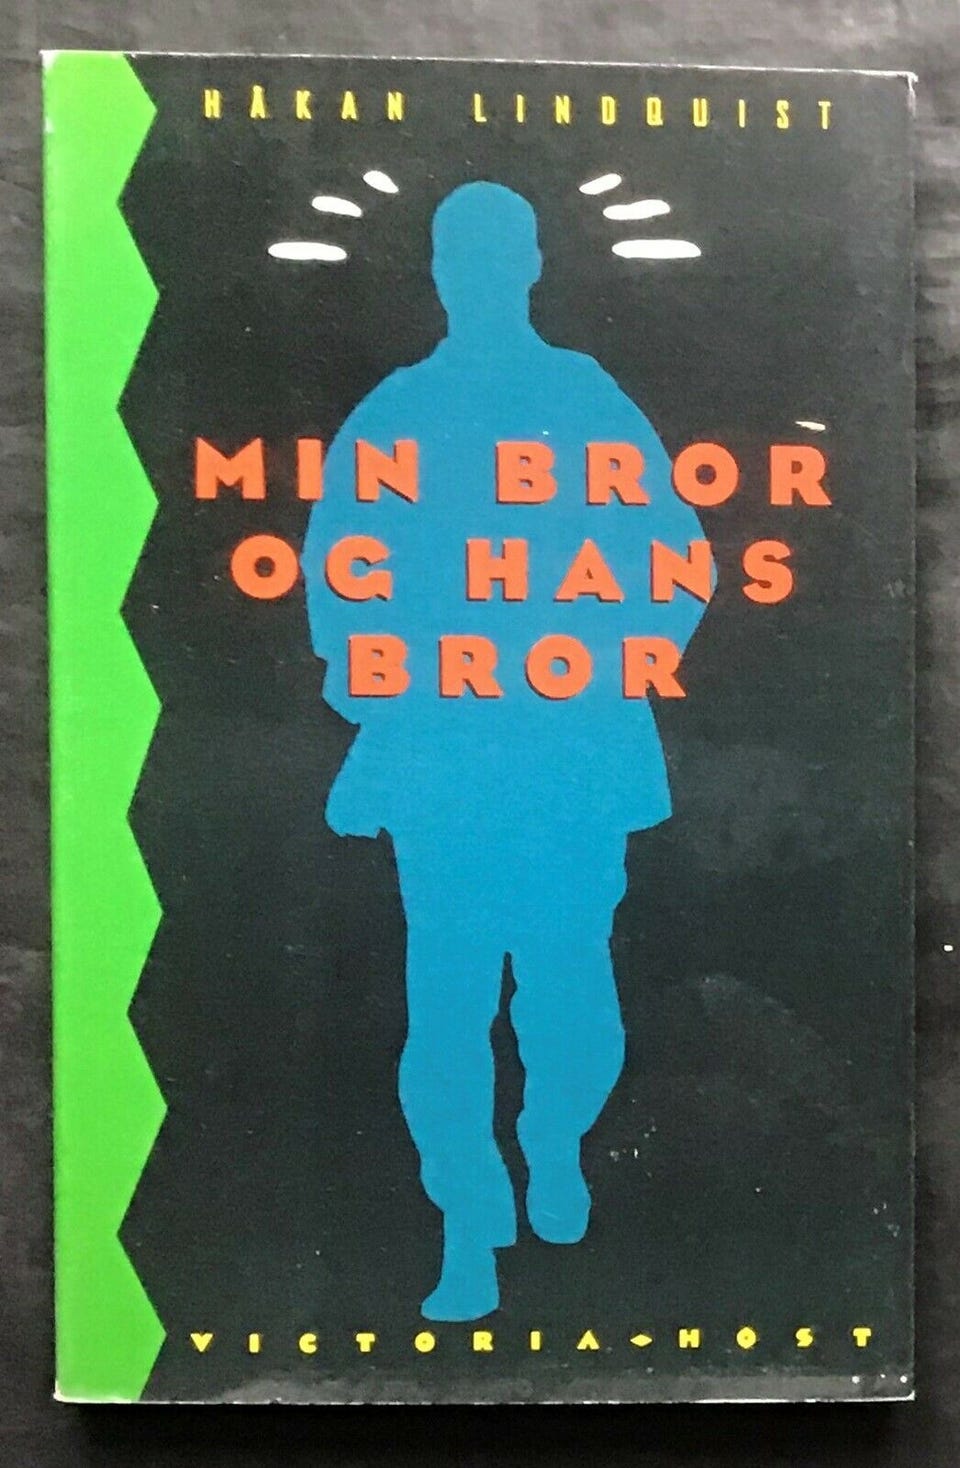 HÅKAN LINDQUIST
MIN BROR
OG HANS
BROR
VICTORIA HØST